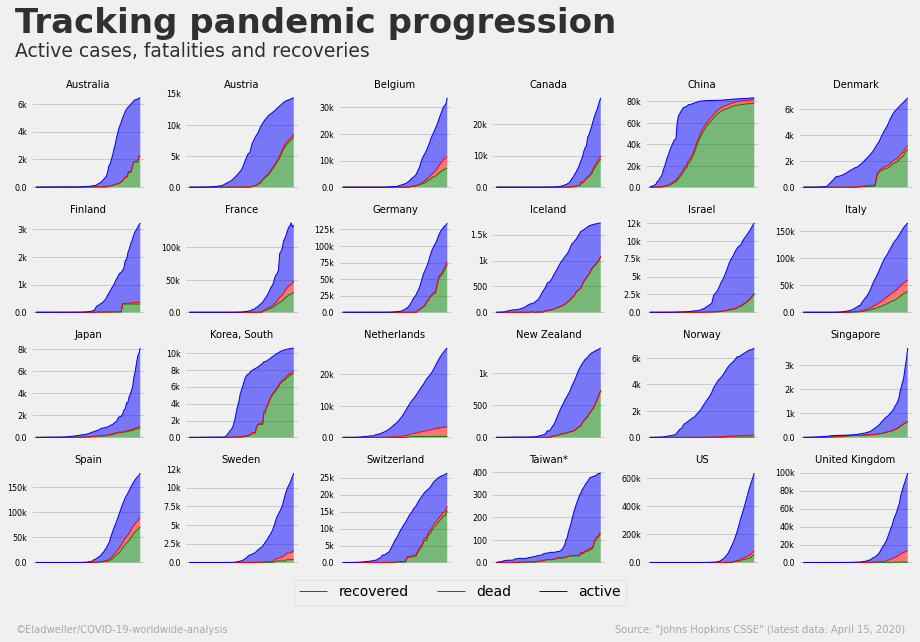 Tracking pandemic progression
Active cases, fatalities and recoveries
Australia Austria Belgium Canada China Denmark
6k 4k 2k 0.0
15k 10k 5k 0.0
30k 20k 10k 0.0
20k 10k 0.0
80k 60k 40k 20k 0.0
6k 4k 2k 0.0
Finland France Germany Iceland Israel Italy
3k 2k 1k 0.0
100k 50k 0.0
125k 100k 75k 50k 25k 0.0
1.5k 1k 500 0.0
12k 10k 7.5k 5k 2.5k 0.0
150k 100k 50k 0.0
Japan Korea, South Netherlands New Zealand Norway Singapore
8k 6k 4k 2k 0.0
10k 8k 6k 4k 2k 0.0
20k 10k 0.0
1k 500 0.0
6k 4k 2k 0.0
3k 2k 1k 0.0
Spain Sweden Switzerland Taiwan* US United Kingdom
150k 100k 50k 0.0
12k 10k 7.5k 5k 2.5k 0.0
25k 20k 15k 10k 5k 0.0
400 300 200 100 0.0
600k 400k 200k 0.0
100k 80k 60k 40k 20k 0.0
recovered dead active
©Eladweller/COVID-19-worldwide-analysis
Source: "Johns Hopkins CSSE" (latest data: April 15, 2020)